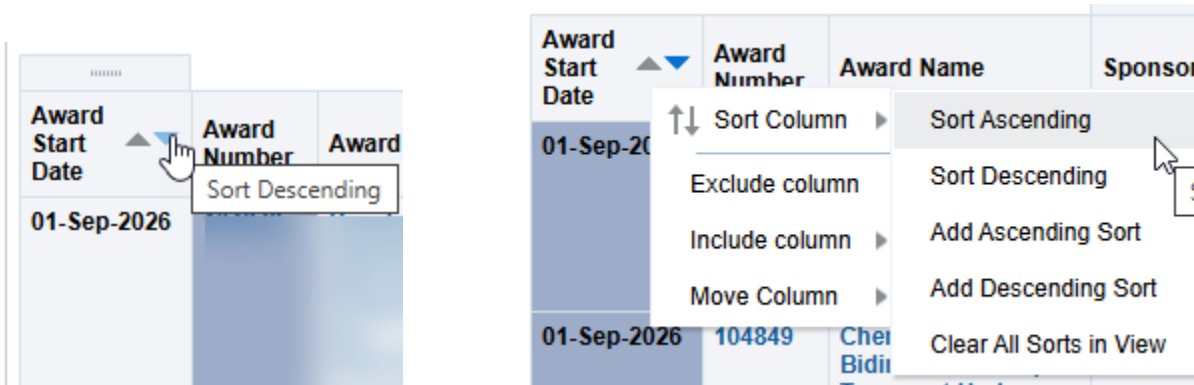 Award
Start
Date
Award
Number
Award
Sort Descending
01-Sep-2026
Award
Start
Date
Award
Number
Award Name
Sponsor
01-Sep-20
Sort Column
Exclude column
Include column
Move Column
Sort Ascending
Sort Descending
Add Ascending Sort
Add Descending Sort
Clear All Sorts in View
01-Sep-2026
104849
Cher
Bidir